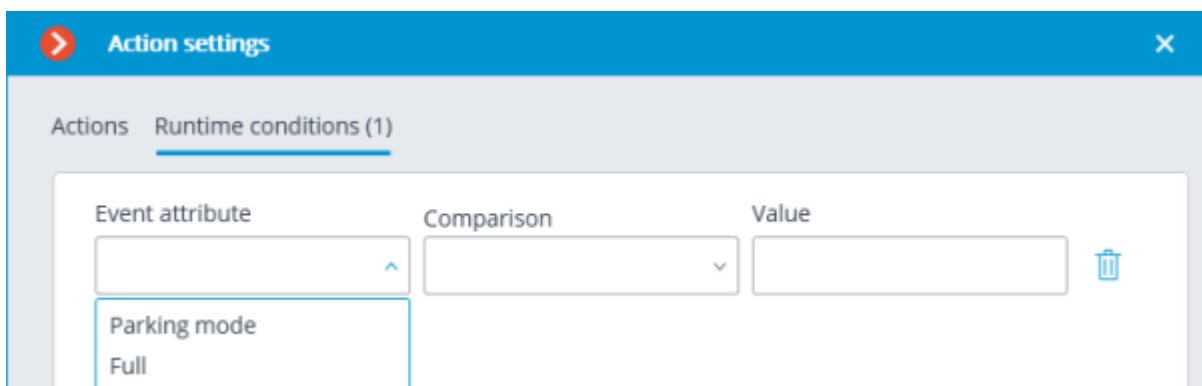 Action settings
Actions Runtime conditions (1)
Event attribute Comparison Value
Parking mode
Full